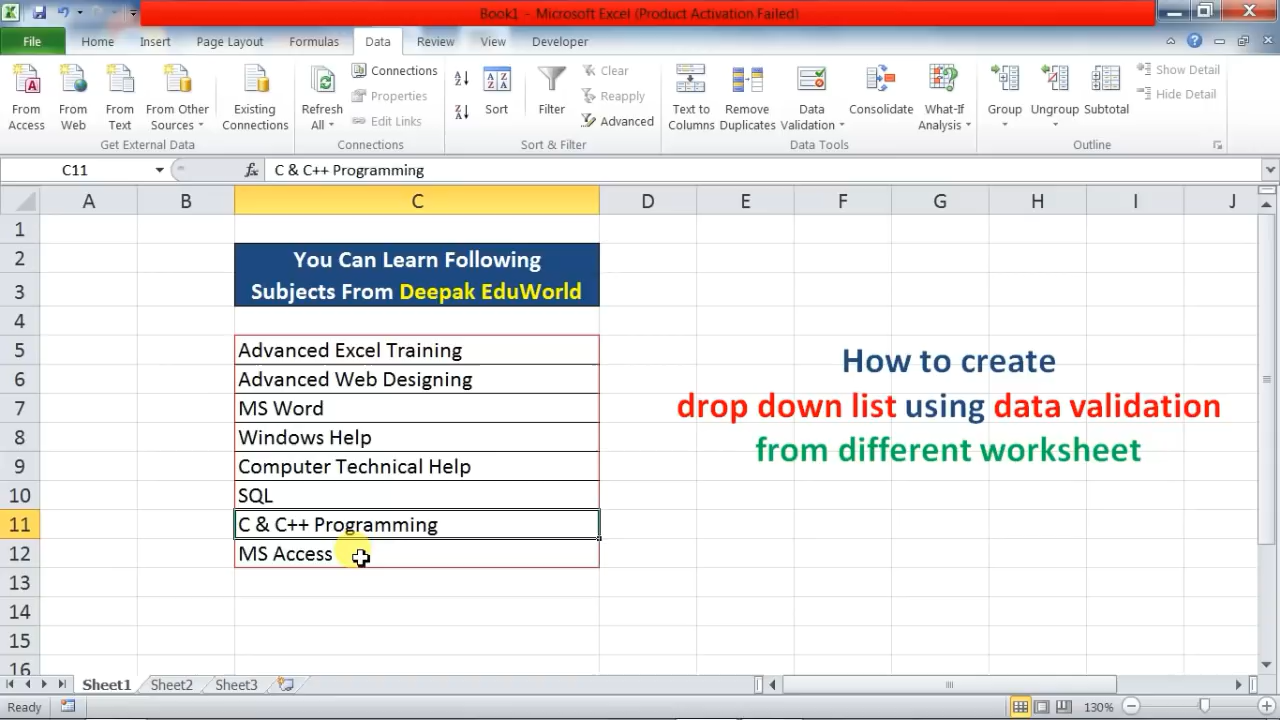 Book1 - Microsoft Excel (Product Activation Failed)
File Home Insert Page Layout Formulas Data Review View Developer
From Access
From Web
From Text
From Other Sources
Existing Connections
Get External Data
Refresh All
Connections
Properties
Edit Links
Connections
Sort
Filter
Clear
Reapply
Advanced
Sort & Filter
Text to Columns
Remove Duplicates
Data Validation
Consolidate
What-If Analysis
Data Tools
Group
Ungroup
Subtotal
Show Detail
Hide Detail
Outline
C11 fx C & C++ Programming
A B C D E F G H I J
1
2 You Can Learn Following
3 Subjects From Deepak EduWorld
4
5 Advanced Excel Training
6 Advanced Web Designing
7 MS Word
8 Windows Help
9 Computer Technical Help
10 SQL
11 C & C++ Programming
12 MS Access
13
14
15
16
How to create
drop down list using data validation
from different worksheet
Sheet1 Sheet2 Sheet3
Ready 130%